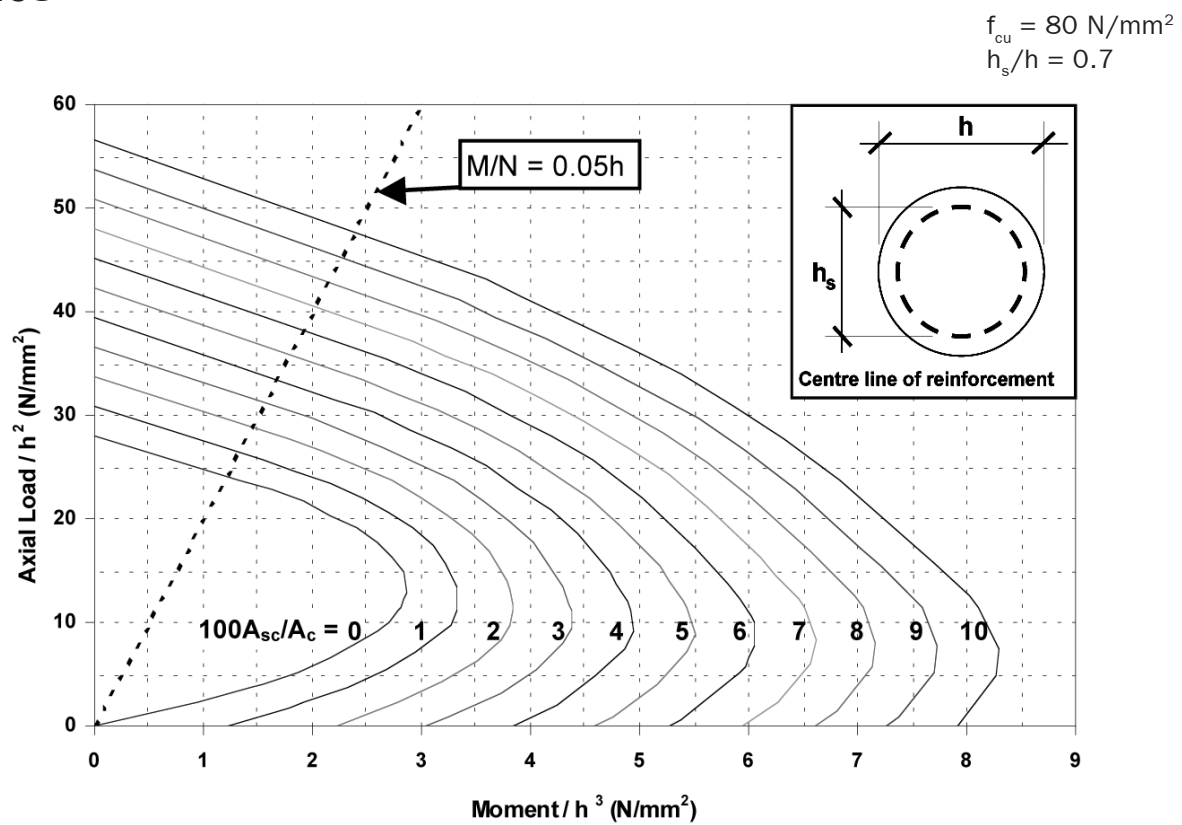 f_cu = 80 N/mm²
h_s/h = 0.7
60
50
40
30
20
10
0
Axial Load / h² (N/mm²)
M/N = 0.05h
h
h_s
Centre line of reinforcement
100A_sc/A_c = 0 1 2 3 4 5 6 7 8 9 10
0 1 2 3 4 5 6 7 8 9
Moment / h³ (N/mm²)